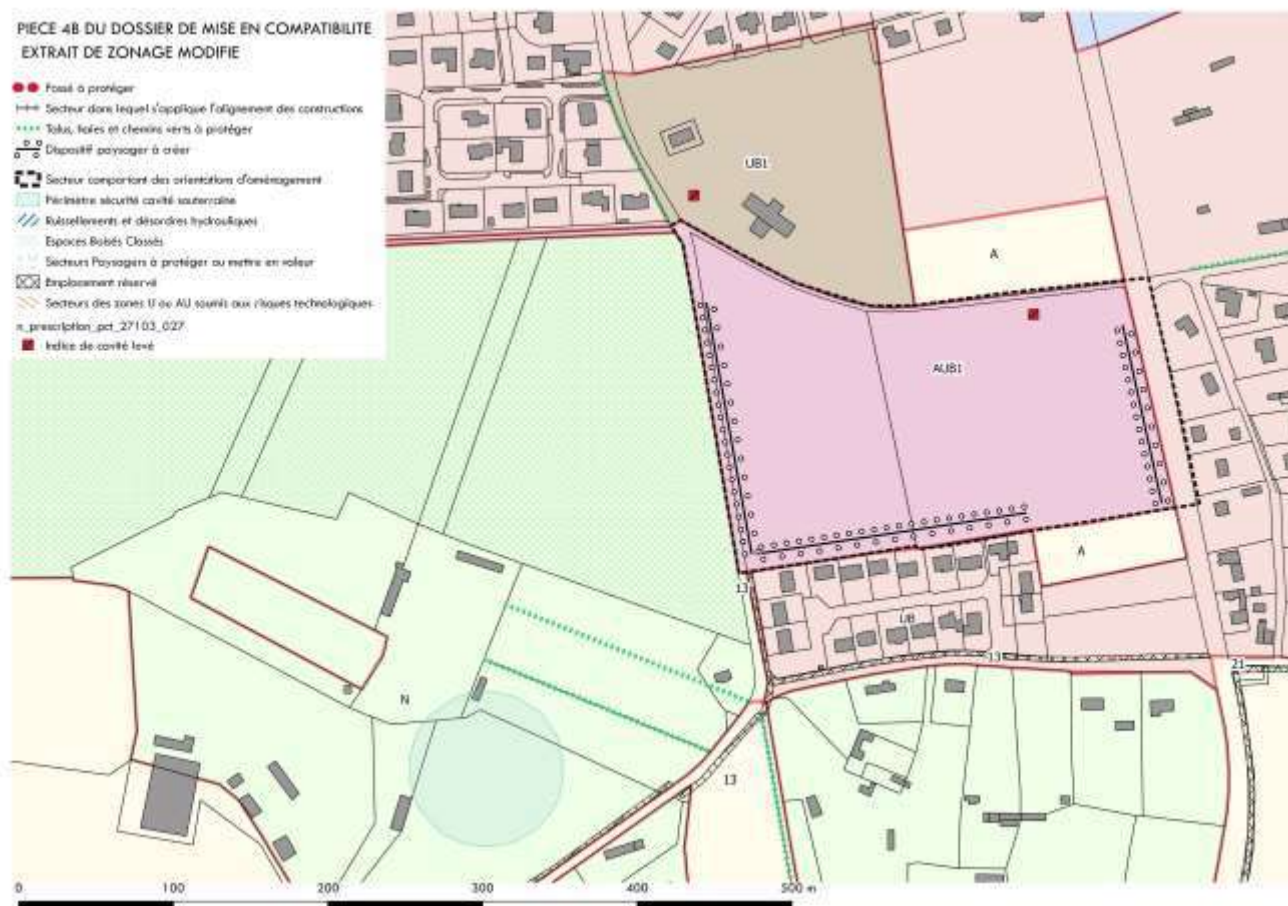 PIECE 4B DU DOSSIER DE MISE EN COMPATIBILITE
EXTRAIT DE ZONAGE MODIFIE
Fossé à protéger
Secteur dans lequel s'applique l'alignement des constructions
Talus, haies et chemins verts à protéger
Dispositif paysager à créer
Secteur comportant des orientations d'aménagement
Périmètre sécurité cavité souterraine
Ruissellements et désordres hydrauliques
Espaces Boisés Classés
Secteurs Paysagers à protéger ou mettre en valeur
Emplacement réservé
Secteurs des zones U ou AU soumis aux risques technologiques
n_prescription_pct_27103_027
Indice de cavité levé
UB1
A
AUB1
A
13
UB
13
21
N
13
0 100 200 300 400 500 m